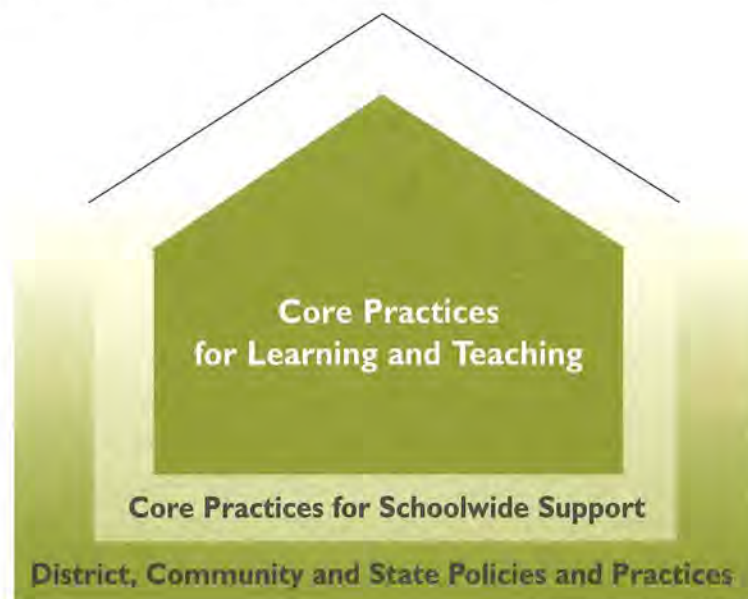 Core Practices
for Learning and Teaching
Core Practices for Schoolwide Support
District, Community and State Policies and Practices